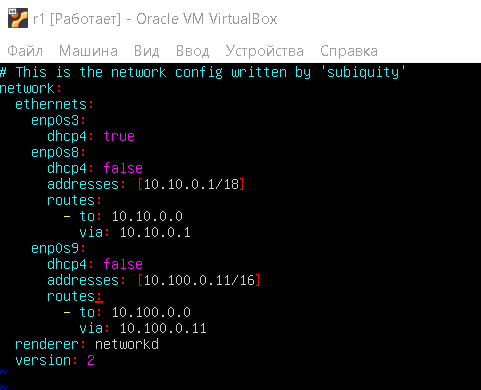 r1 [Работает] - Oracle VM VirtualBox
Файл Машина Вид Ввод Устройства Справка
# This is the network config written by 'subiquity'
network:
  ethernets:
    enp0s3:
      dhcp4: true
    enp0s8:
      dhcp4: false
      addresses: [10.10.0.1/18]
      routes:
        - to: 10.10.0.0
          via: 10.10.0.1
    enp0s9:
      dhcp4: false
      addresses: [10.100.0.11/16]
      routes:
        - to: 10.100.0.0
          via: 10.100.0.11
  renderer: networkd
  version: 2
~
~